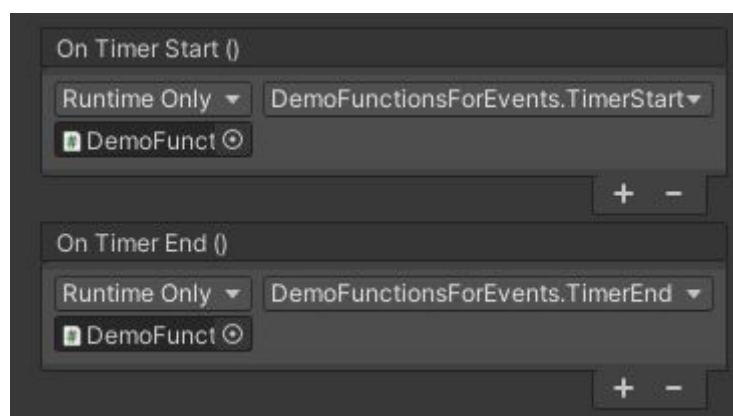 On Timer Start ()
Runtime Only DemoFunctionsForEvents.TimerStart
DemoFunct
+ -
On Timer End ()
Runtime Only DemoFunctionsForEvents.TimerEnd
DemoFunct
+ -